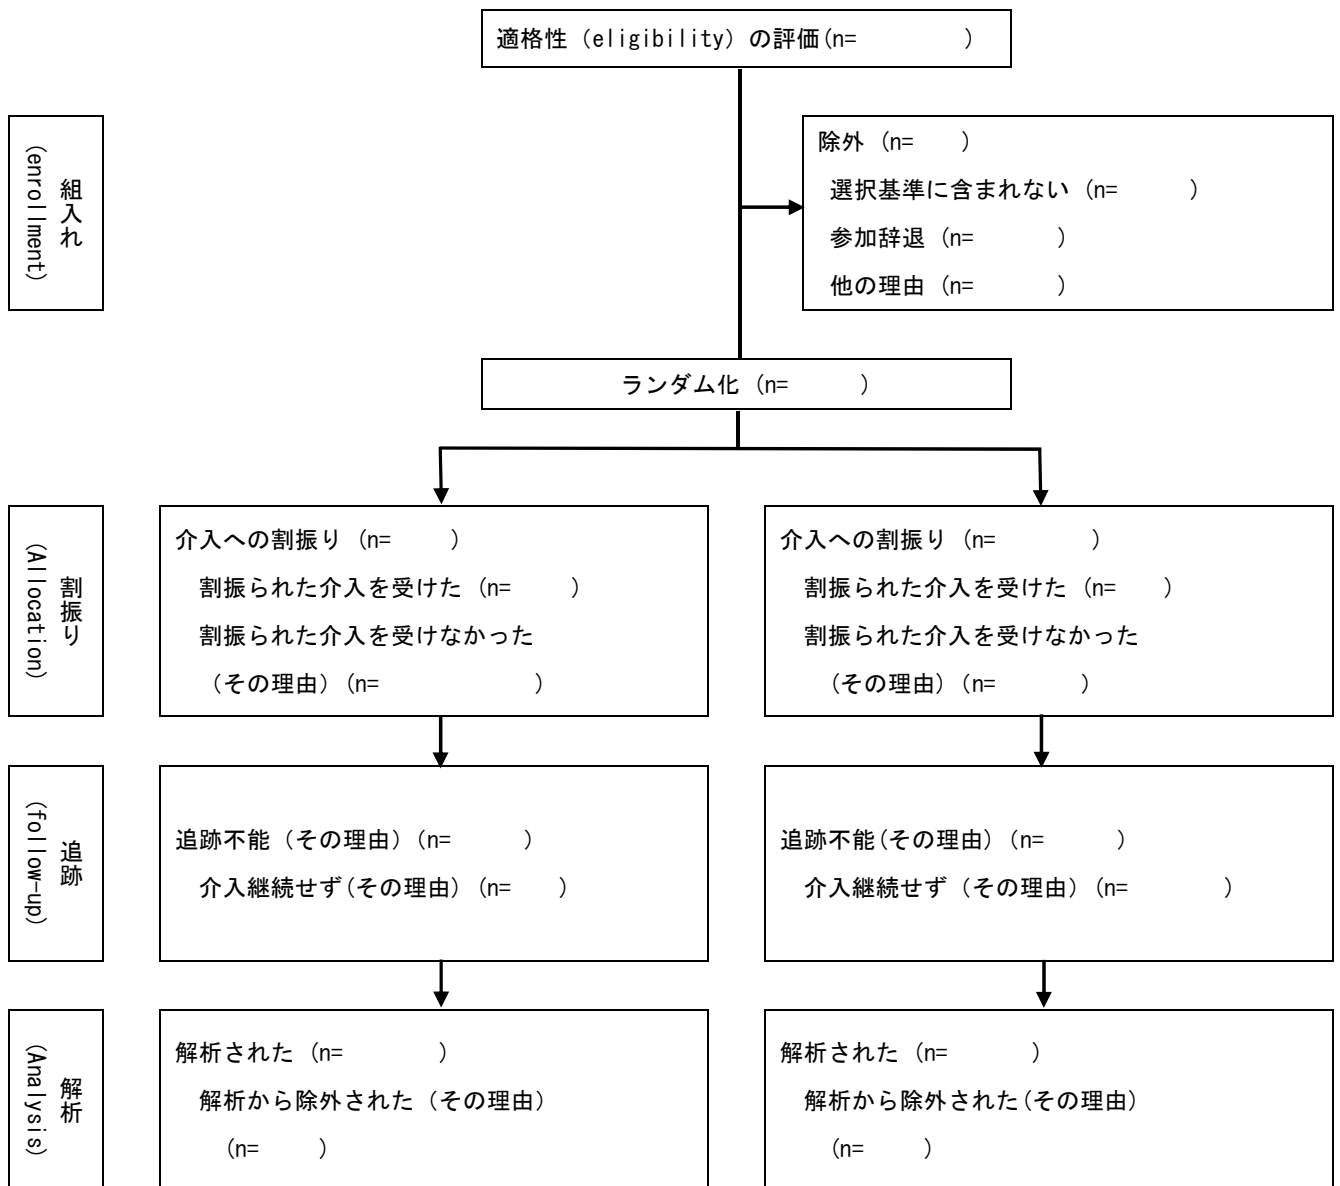 適格性（eligibility）の評価(n=　　　　)
組入れ
(enrollment)
除外（n=　　）
選択基準に含まれない（n=　　　）
参加辞退（n=　　　）
他の理由（n=　　　）
ランダム化（n=　　　）
割振り
(Allocation)
介入への割振り（n=　　）
割振られた介入を受けた（n=　　）
割振られた介入を受けなかった
（その理由）（n=　　　　　　）
介入への割振り（n=　　　　）
割振られた介入を受けた（n=　　）
割振られた介入を受けなかった
（その理由）（n=　　　）
追跡
(follow-up)
追跡不能（その理由）（n=　　　）
介入継続せず(その理由）（n=　　）
追跡不能(その理由）（n=　　　）
介入継続せず（その理由）（n=　　　　）
解析
(Analysis)
解析された（n=　　　　）
解析から除外された（その理由）
（n=　　）
解析された（n=　　　　）
解析から除外された(その理由）
（n=　　）